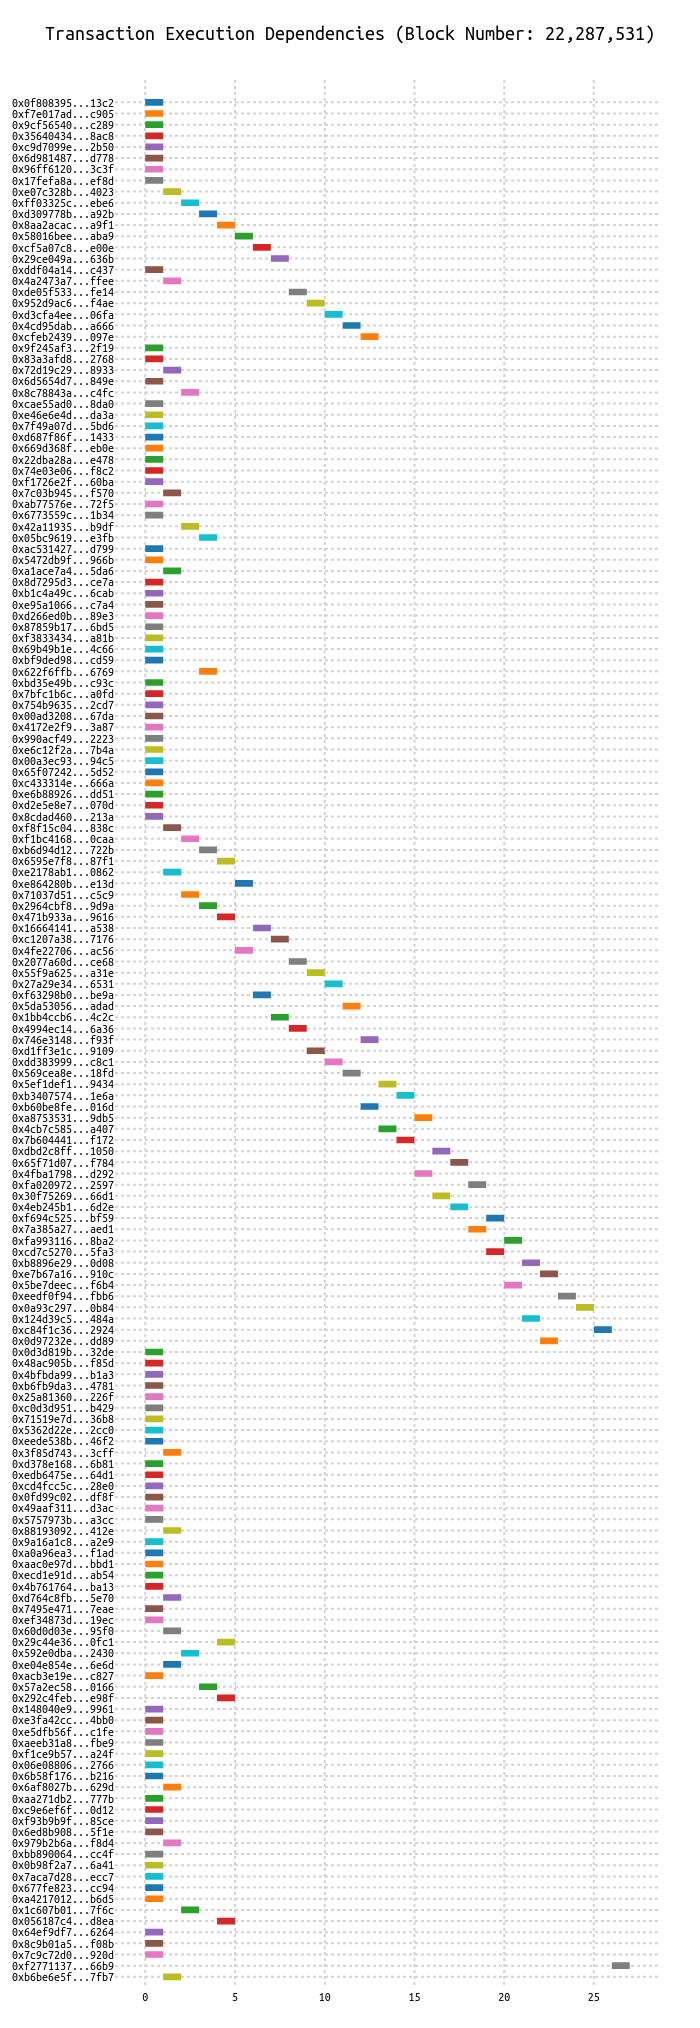 Transaction Execution Dependencies (Block Number: 22,287,531)
0x0f808395...13c2
0xf7e017ad...c905
0x9cf56540...c289
0x35640434...8ac8
0xc9d7099e...2b50
0x6d981487...d778
0x96ff6120...3c3f
0x17fefa8a...ef8d
0xe07c328b...4023
0xff03325c...ebe6
0xd309778b...a92b
0x8aa2acac...a9f1
0x58016bee...aba9
0xcf5a07c8...e00e
0x29ce049a...636b
0xddf04a14...c437
0x4a2473a7...ffee
0xde05f533...fe14
0x952d9ac6...f4ae
0xd3cfa4ee...06fa
0x4cd95dab...a666
0xcfeb2439...097e
0x9f245af3...2f19
0x83a3afd8...2768
0x72d19c29...8933
0x6d5654d7...849e
0x8c78843a...c4fc
0xcae55ad0...8da0
0xe46e6e4d...da3a
0x7f49a07d...5bd6
0xd687f86f...1433
0x669d368f...eb0e
0x22dba28a...e478
0x74e03e06...f8c2
0xf1726e2f...60ba
0x7c03b945...f570
0xab77576e...72f5
0x6773559c...1b34
0x42a11935...b9df
0x05bc9619...e3fb
0xac531427...d799
0x5472db9f...966b
0xa1ace7a4...5da6
0x8d7295d3...ce7a
0xb1c4a49c...6cab
0xe95a1066...c7a4
0xd266ed0b...89e3
0x87859b17...6bd5
0xf3833434...a81b
0x69b49b1e...4c66
0xbf9ded98...cd59
0x622f6ffb...6769
0xbd35e49b...c93c
0x7bfc1b6c...a0fd
0x754b9635...2cd7
0x00ad3208...67da
0x4172e2f9...3a87
0x990acf49...2223
0xe6c12f2a...7b4a
0x00a3ec93...94c5
0x65f07242...5d52
0xc433314e...666a
0xe6b88926...dd51
0xd2e5e8e7...070d
0x8cdad460...213a
0xf8f15c04...838c
0xf1bc4168...0caa
0xb6d94d12...722b
0x6595e7f8...87f1
0xe2178ab1...0862
0xe864280b...e13d
0x71037d51...c5c9
0x2964cbf8...9d9a
0x471b933a...9616
0x16664141...a538
0xc1207a38...7176
0x4fe22706...ac56
0x2077a60d...ce68
0x55f9a625...a31e
0x27a29e34...6531
0xf63298b0...be9a
0x5da53056...adad
0x1bb4ccb6...4c2c
0x4994ec14...6a36
0x746e3148...f93f
0xd1ff3e1c...9109
0xdd383999...c8c1
0x569cea8e...18fd
0x5ef1def1...9434
0xb3407574...1e6a
0xb60be8fe...016d
0xa8753531...9db5
0x4cb7c585...a407
0x7b604441...f172
0xdbd2c8ff...1050
0x65f71d07...f784
0x4fba1798...d292
0xfa020972...2597
0x30f75269...66d1
0x4eb245b1...6d2e
0xf694c525...bf59
0x7a385a27...aed1
0xfa993116...8ba2
0xcd7c5270...5fa3
0xb8896e29...0d08
0xe7b67a16...910c
0x5be7deec...f6b4
0xeedf0f94...fbb6
0x0a93c297...0b84
0x124d39c5...484a
0xc84f1c36...2924
0x0d97232e...dd89
0x0d3d819b...32de
0x48ac905b...f85d
0x4bfbda99...b1a3
0xb6fb9da3...4781
0x25a81360...226f
0xc0d3d951...b429
0x71519e7d...36b8
0x5362d22e...2cc0
0xeede538b...46f2
0x3f85d743...3cff
0xd378e168...6b81
0xedb6475e...64d1
0xcd4fcc5c...28e0
0x0fd99c02...df8f
0x49aaf311...d3ac
0x5757973b...a3cc
0x88193092...412e
0x9a16a1c8...a2e9
0xa0a96ea3...f1ad
0xaac0e97d...bbd1
0xecd1e91d...ab54
0x4b761764...ba13
0xd764c8fb...5e70
0x7495e471...7eae
0xef34873d...19ec
0x60d0d03e...95f0
0x29c44e36...0fc1
0x592e0dba...2430
0xe04e854e...6e6d
0xacb3e19e...c827
0x57a2ec58...0166
0x292c4feb...e98f
0x148040e9...9961
0xe3fa42cc...4bb0
0xe5dfb56f...c1fe
0xaeeb31a8...fbe9
0xf1ce9b57...a24f
0x06e08806...2766
0x6b58f176...b216
0x6af8027b...629d
0xaa271db2...777b
0xc9e6ef6f...0d12
0xf93b9b9f...85ce
0x6ed8b908...5f1e
0x979b2b6a...f8d4
0xbb890064...cc4f
0x0b98f2a7...6a41
0x7aca7d28...ecc7
0x677fe823...cc94
0xa4217012...b6d5
0x1c607b01...7f6c
0x056187c4...d8ea
0x64ef9df7...6264
0x8c9b01a5...f08b
0x7c9c72d0...920d
0xf2771137...66b9
0xb6be6e5f...7fb7
0 5 10 15 20 25